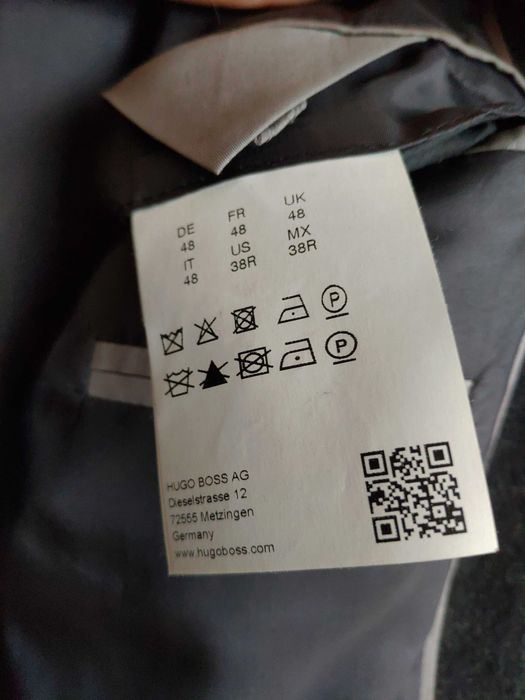 DE FR UK
48 48 48
IT US MX
48 38R 38R
P
P
HUGO BOSS AG
Dieselstrasse 12
72555 Metzingen
Germany
www.hugoboss.com